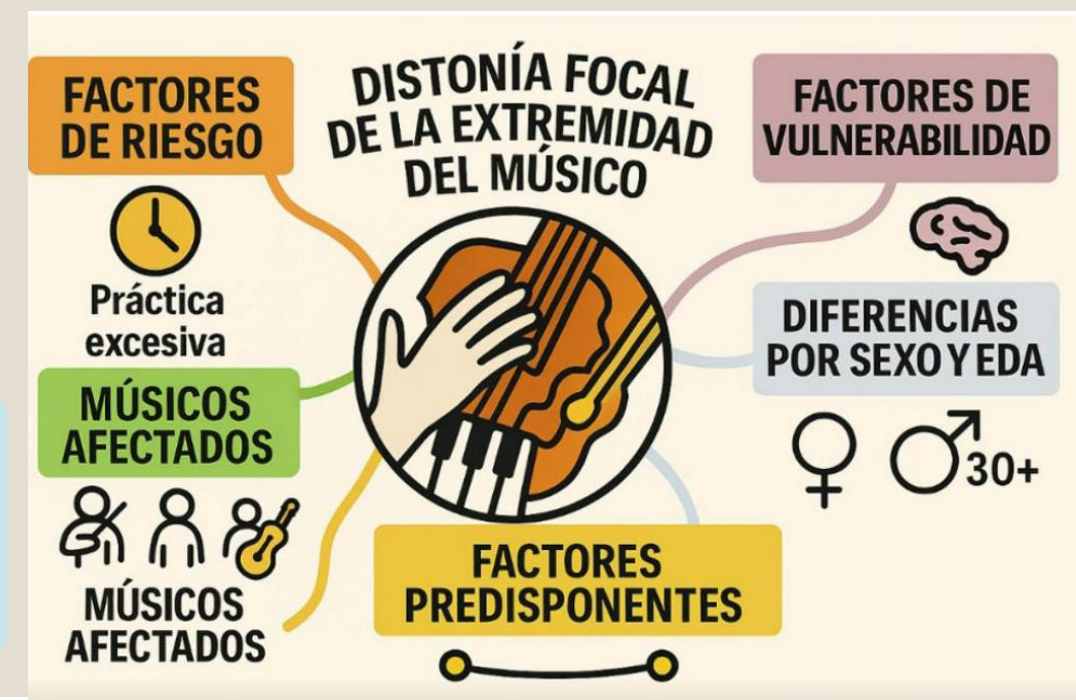 DISTONÍA FOCAL
DE LA EXTREMIDAD
DEL MÚSICO
FACTORES
DE RIESGO
Práctica
excesiva
MÚSICOS
AFECTADOS
MÚSICOS
AFECTADOS
FACTORES DE
VULNERABILIDAD
DIFERENCIAS
POR SEXO Y EDA
30+
FACTORES
PREDISPONENTES